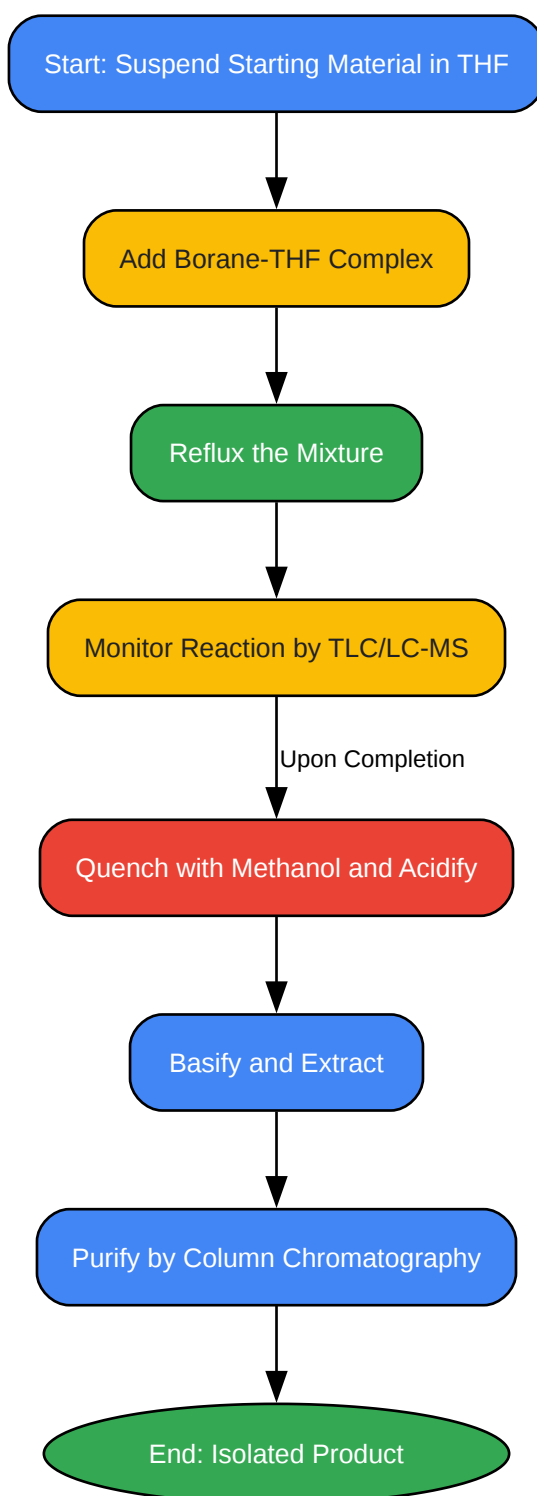 Start: Suspend Starting Material in THF
Add Borane-THF Complex
Reflux the Mixture
Monitor Reaction by TLC/LC-MS
Upon Completion
Quench with Methanol and Acidify
Basify and Extract
Purify by Column Chromatography
End: Isolated Product